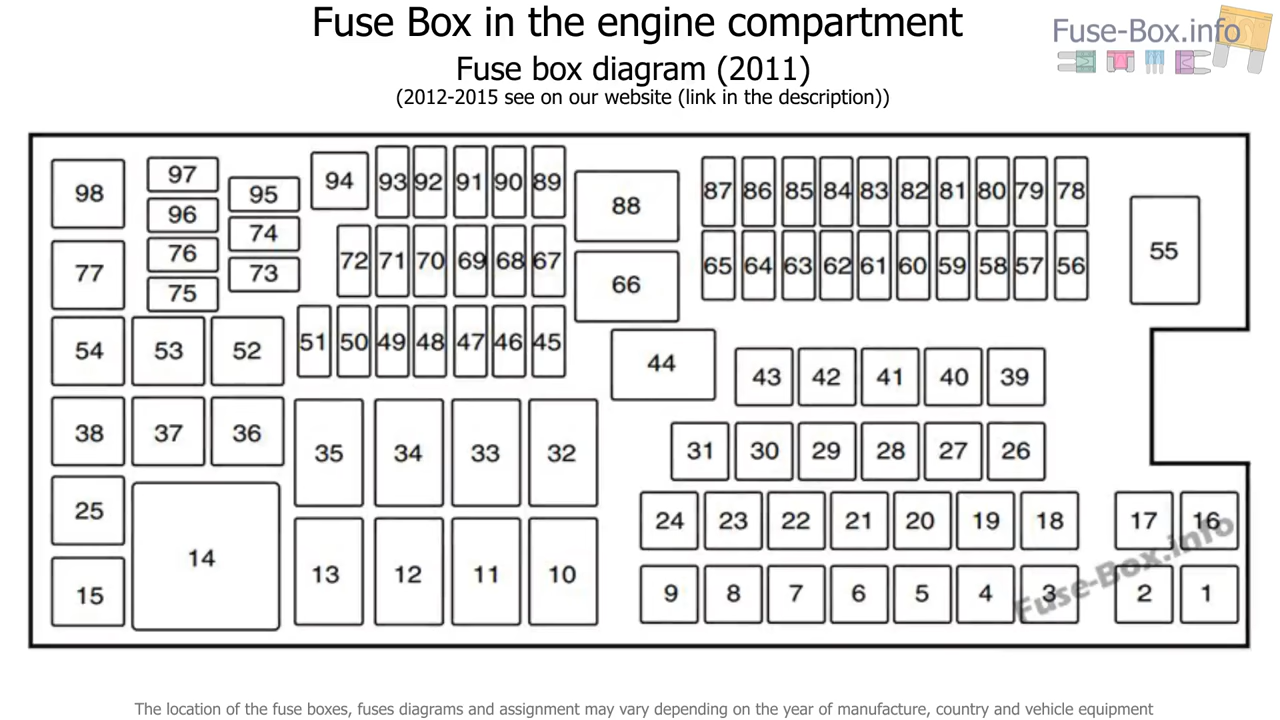 Fuse Box in the engine compartment
Fuse-Box.info
Fuse box diagram (2011)
(2012-2015 see on our website (link in the description))
98 97 95 94 93 92 91 90 89 88 87 86 85 84 83 82 81 80 79 78
96 74
77 76 73 72 71 70 69 68 67 66 65 64 63 62 61 60 59 58 57 56 55
75
54 53 52 51 50 49 48 47 46 45 44 43 42 41 40 39
38 37 36 35 34 33 32 31 30 29 28 27 26
25 24 23 22 21 20 19 18 17 16
14 13 12 11 10
15 9 8 7 6 5 4 3 2 1
Fuse-Box.info
The location of the fuse boxes, fuses diagrams and assignment may vary depending on the year of manufacture, country and vehicle equipment